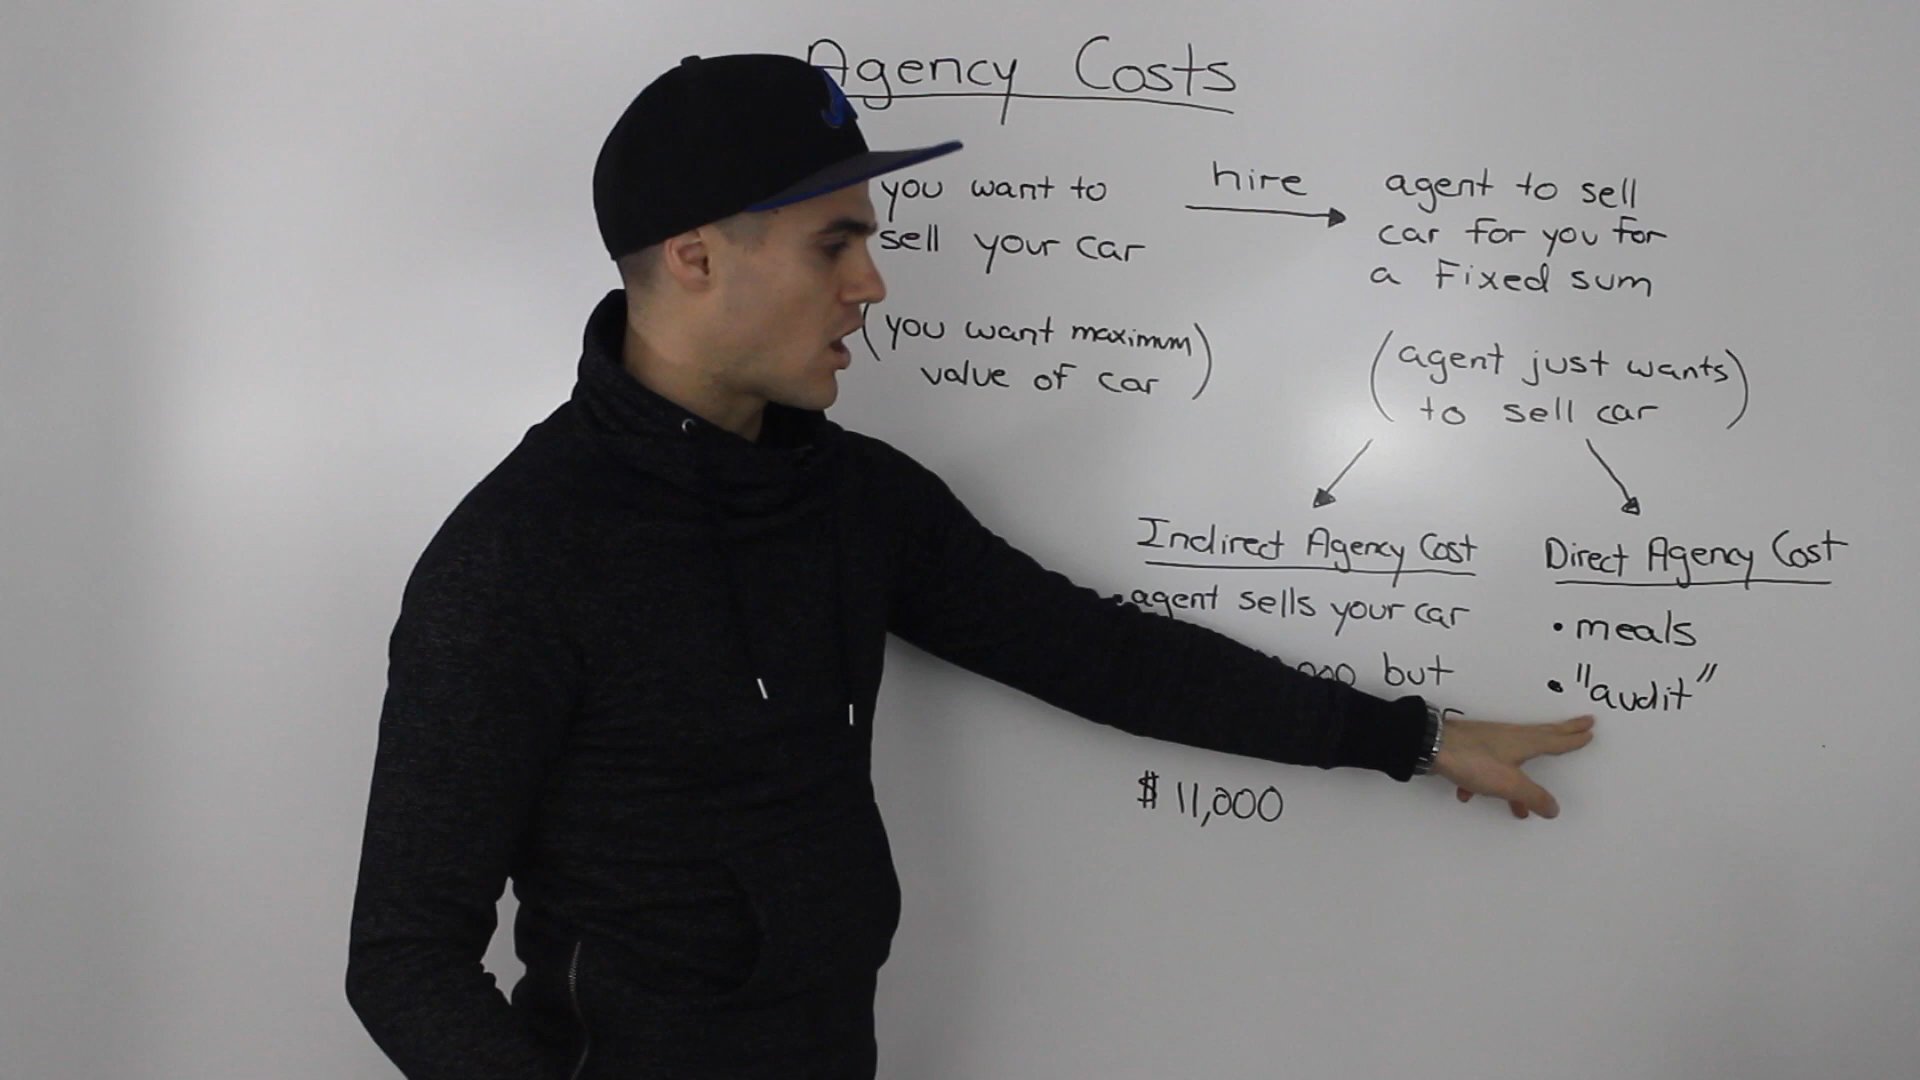 Agency Costs
you want to
sell your car
hire
agent to sell
car for you for
a fixed sum
(you want maximum)
value of car
(agent just wants)
to sell car
Indirect Agency Cost
• agent sells your car
000 but
$ 11,000
Direct Agency Cost
• meals
• "audit"